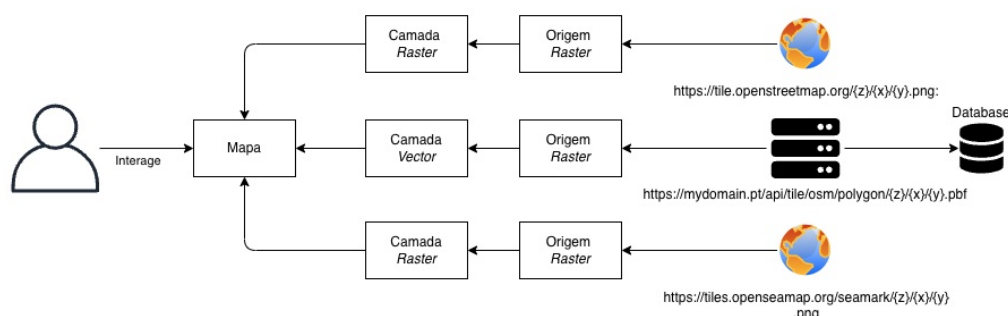 Camada
Raster
Origem
Raster
https://tile.openstreetmap.org/{z}/{x}/{y}.png:
Database
Interage
Mapa
Camada
Vector
Origem
Raster
https://mydomain.pt/api/tile/osm/polygon/{z}/{x}/{y}.pbf
Camada
Raster
Origem
Raster
https://tiles.openseamap.org/seamark/{z}/{x}/{y}
png